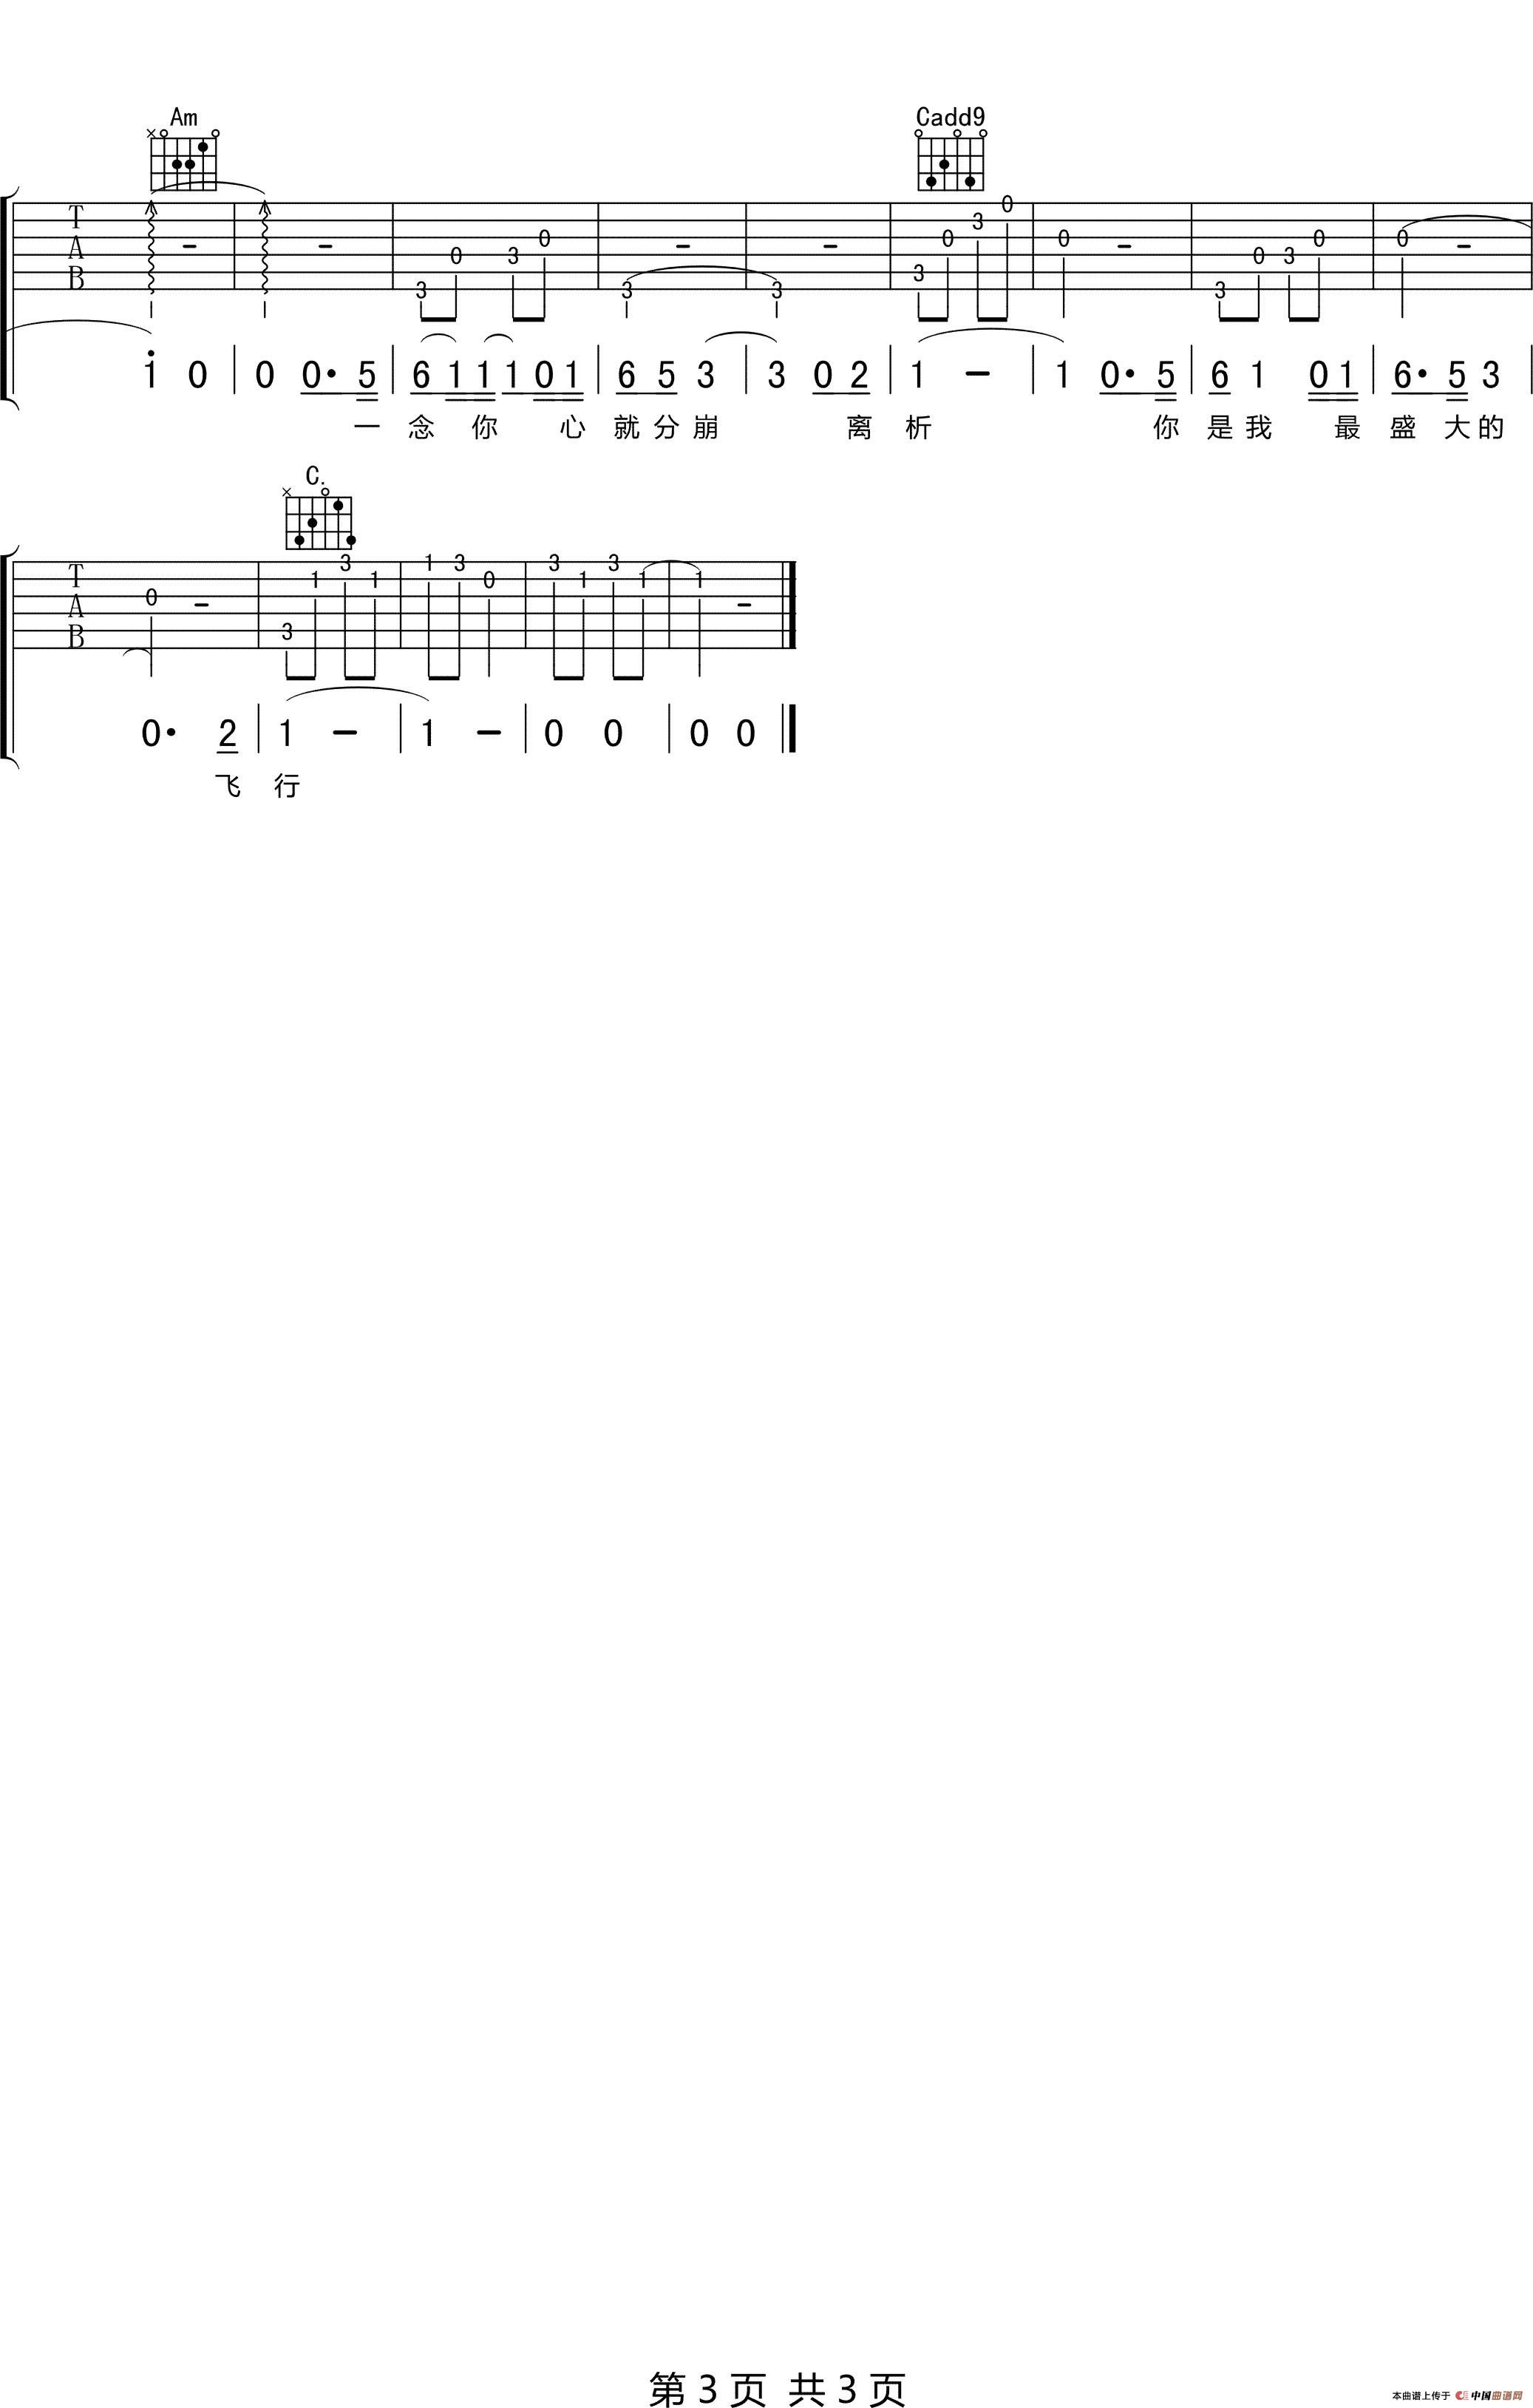 Am Cadd9
T 0 3 0
A 0 3 0 0 3 0 0 3 0 0
B 3 3 3 3 3
1 0 0 0· 5 6 1 1 1 0 1 6 5 3 3 0 2 1 - 1 0· 5 6 1 0 1 6· 5 3
一 念 你 心 就 分 崩 离 析 你 是 我 最 盛 大 的
C.
T 1 3 1 1 3 0 3 1 3 1 1
A 0
B 3
0· 2 1 - 1 - 0 0 0 0
飞 行
第 3 页 共 3 页
本曲谱上传于 中国曲谱网